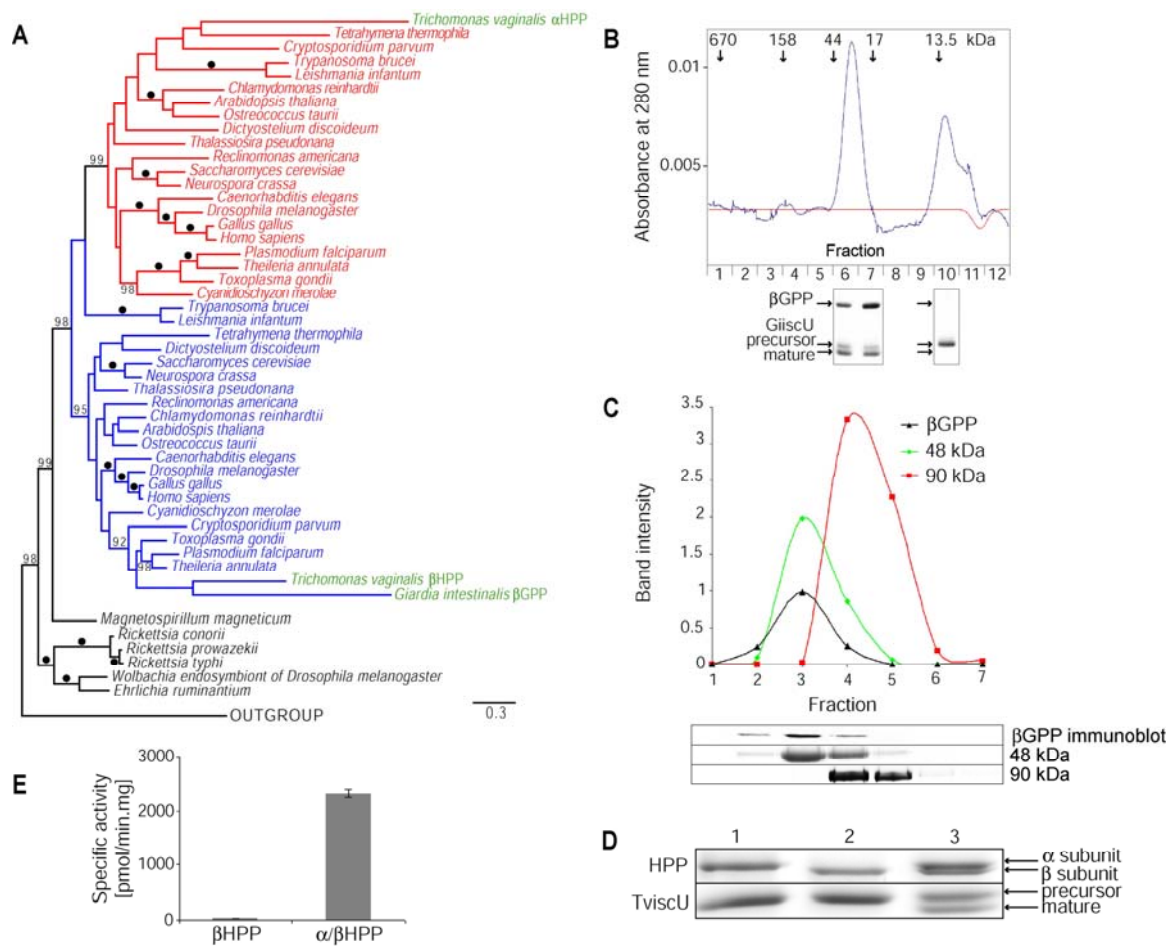 A
Trichomonas vaginalis αHPP
Tetrahymena thermophila
Cryptosporidium parvum
Trypanosoma brucei
Leishmania infantum
Chlamydomonas reinhardtii
Arabidopsis thaliana
Ostreococcus taurii
Dictyostelium discoideum
Thalassiosira pseudonana
99
Reclinomonas americana
Saccharomyces cerevisiae
Neurospora crassa
Caenorhabditis elegans
Drosophila melanogaster
Gallus gallus
Homo sapiens
Plasmodium falciparum
Theileria annulata
Toxoplasma gondii
98
Cyanidioschyzon merolae
Trypanosoma brucei
98
Leishmania infantum
Tetrahymena thermophila
Dictyostelium discoideum
Saccharomyces cerevisiae
Neurospora crassa
Thalassiosira pseudonana
95
Reclinomonas americana
Chlamydomonas reinhardtii
Arabidospis thaliana
Ostreococcus taurii
Caenorhabditis elegans
99
Drosophila melanogaster
Gallus gallus
Homo sapiens
Cyanidioschyzon merolae
Cryptosporidium parvum
92
Toxoplasma gondii
Plasmodium falciparum
98
Theileria annulata
98
Trichomonas vaginalis βHPP
Giardia intestinalis βGPP
Magnetospirillum magneticum
Rickettsia conorii
Rickettsia prowazekii
Rickettsia typhi
Wolbachia endosymbiont of Drosophila melanogaster
Ehrlichia ruminantium
0.3
OUTGROUP
B
670 158 44 17 13.5 kDa
0.01
0.005
Absorbance at 280 nm
Fraction
1 2 3 4 5 6 7 8 9 10 11 12
βGPP
GiiscU
precursor
mature
C
3.5
3
2.5
2
1.5
1
0.5
0
Band intensity
βGPP
48 kDa
90 kDa
1 2 3 4 5 6 7
Fraction
βGPP immunoblot
48 kDa
90 kDa
E
Specific activity
[pmol/min.mg]
3000
2000
1000
0
βHPP α/βHPP
D
1 2 3
HPP
α subunit
β subunit
TviscU
precursor
mature